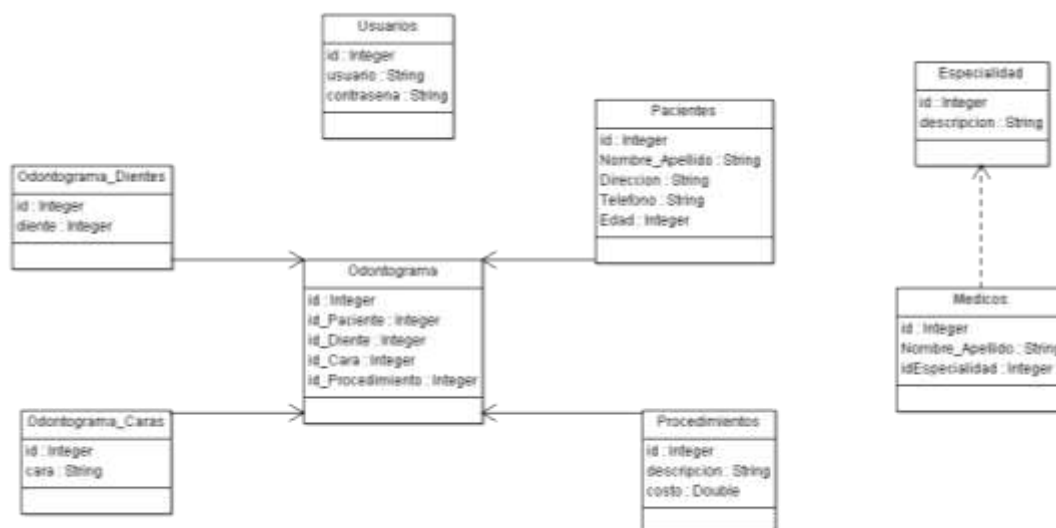 Usuarios
id : Integer
usuario : String
contrasena : String
Especialidad
id : Integer
descripcion : String
Pacientes
id : Integer
Nombre_Apellido : String
Direccion : String
Telefono : String
Edad : Integer
Odontograma_Dientes
id : Integer
diente : Integer
Odontograma
id : Integer
id_Paciente : Integer
id_Diente : Integer
id_Cara : Integer
id_Procedimiento : Integer
Medicos
id : Integer
Nombre_Apellido : String
idEspecialidad : Integer
Odontograma_Caras
id : Integer
cara : String
Procedimientos
id : Integer
descripcion : String
costo : Double